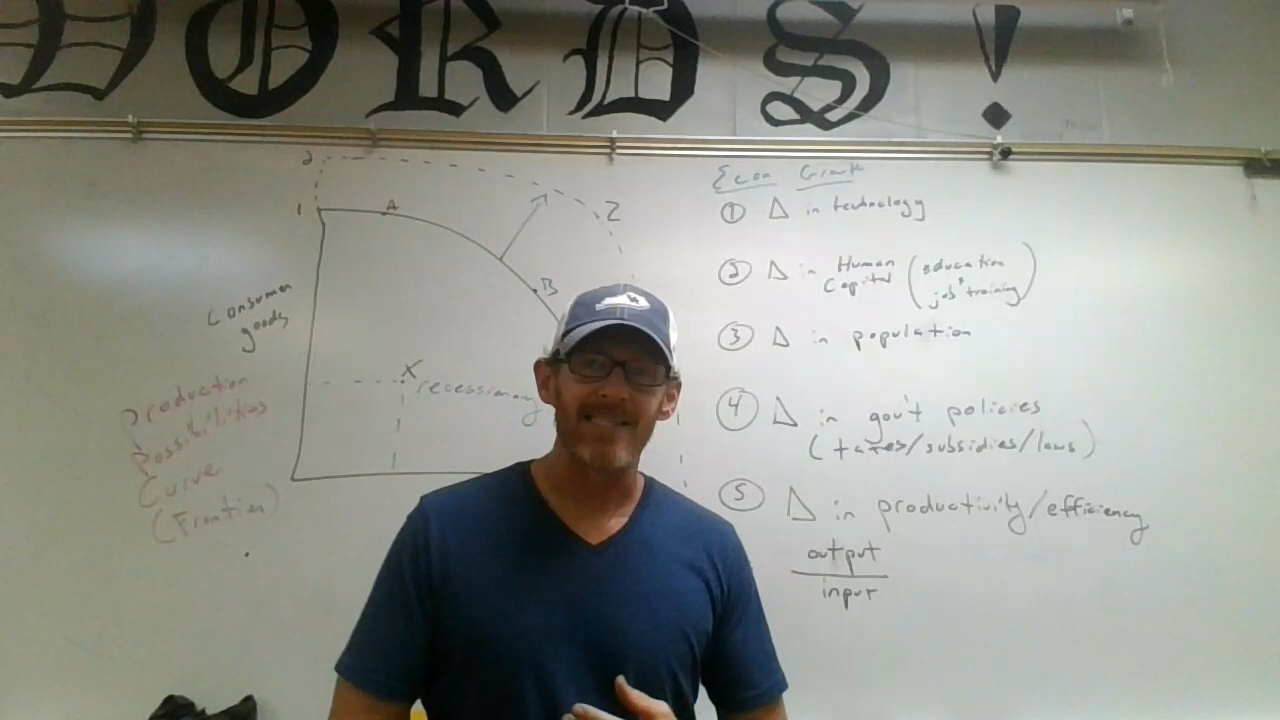 WORDS!
2
1
A
Z
B
Consumer
goods
X
recessionary
Production
Possibilities
Curve
(Frontier)
Econ Growth
① Δ in technology
② Δ in Human
Capital
(education
job training)
③ Δ in population
④ Δ in gov't policies
(taxes/subsidies/laws)
⑤ Δ in productivity/efficiency
output
input